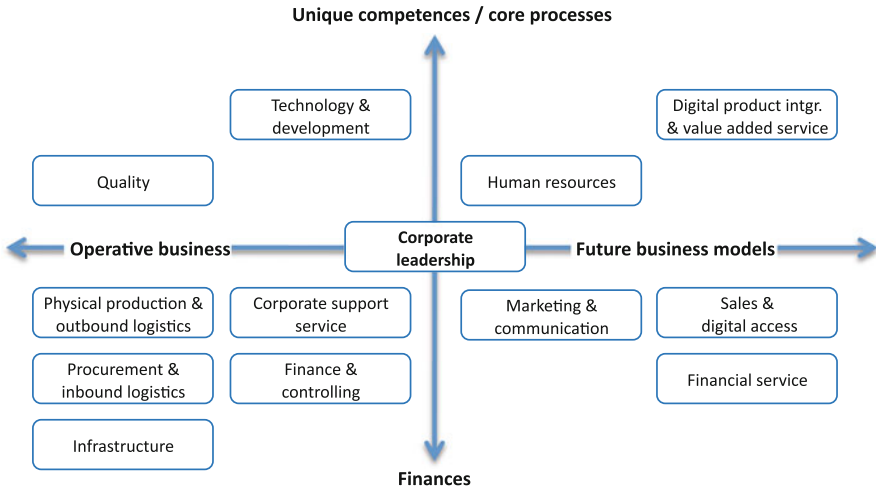 Unique competences / core processes
Technology &
development
Digital product intgr.
& value added service
Quality
Human resources
Operative business
Corporate
leadership
Future business models
Physical production &
outbound logistics
Corporate support
service
Marketing &
communication
Sales &
digital access
Procurement &
inbound logistics
Finance &
controlling
Financial service
Infrastructure
Finances